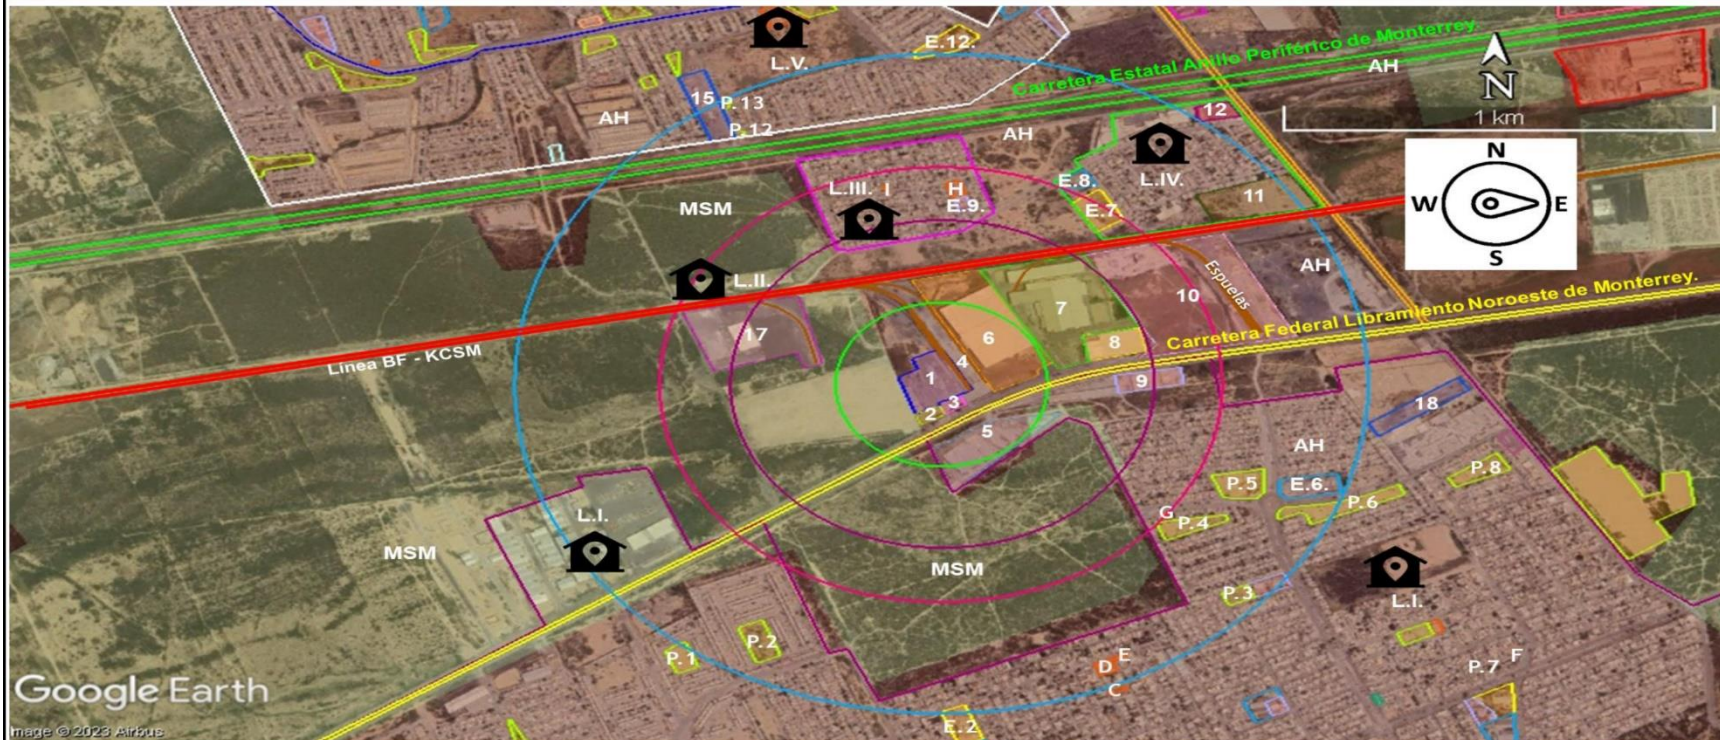 E.12.
L.V.
Carretera Estatal Anillo Periférico de Monterrey.
AH
N
15
P.13
P.12
AH
AH
12
1 km
N
L.III.
I
H
E.9.
E.8.
E.7.
L.IV.
11
W
E
S
MSM
L.II.
Espuelas
AH
10
7
6
8
Carretera Federal Libramiento Noroeste de Monterrey.
17
Línea BF - KCSM
1
4
9
3
2
5
18
AH
P.5
E.6.
P.6
P.8
G
P.4
L.I.
MSM
MSM
P.3
L.I.
P.1
P.2
E
D
C
P.7
F
E.2
Google Earth
Image © 2023 Airbus